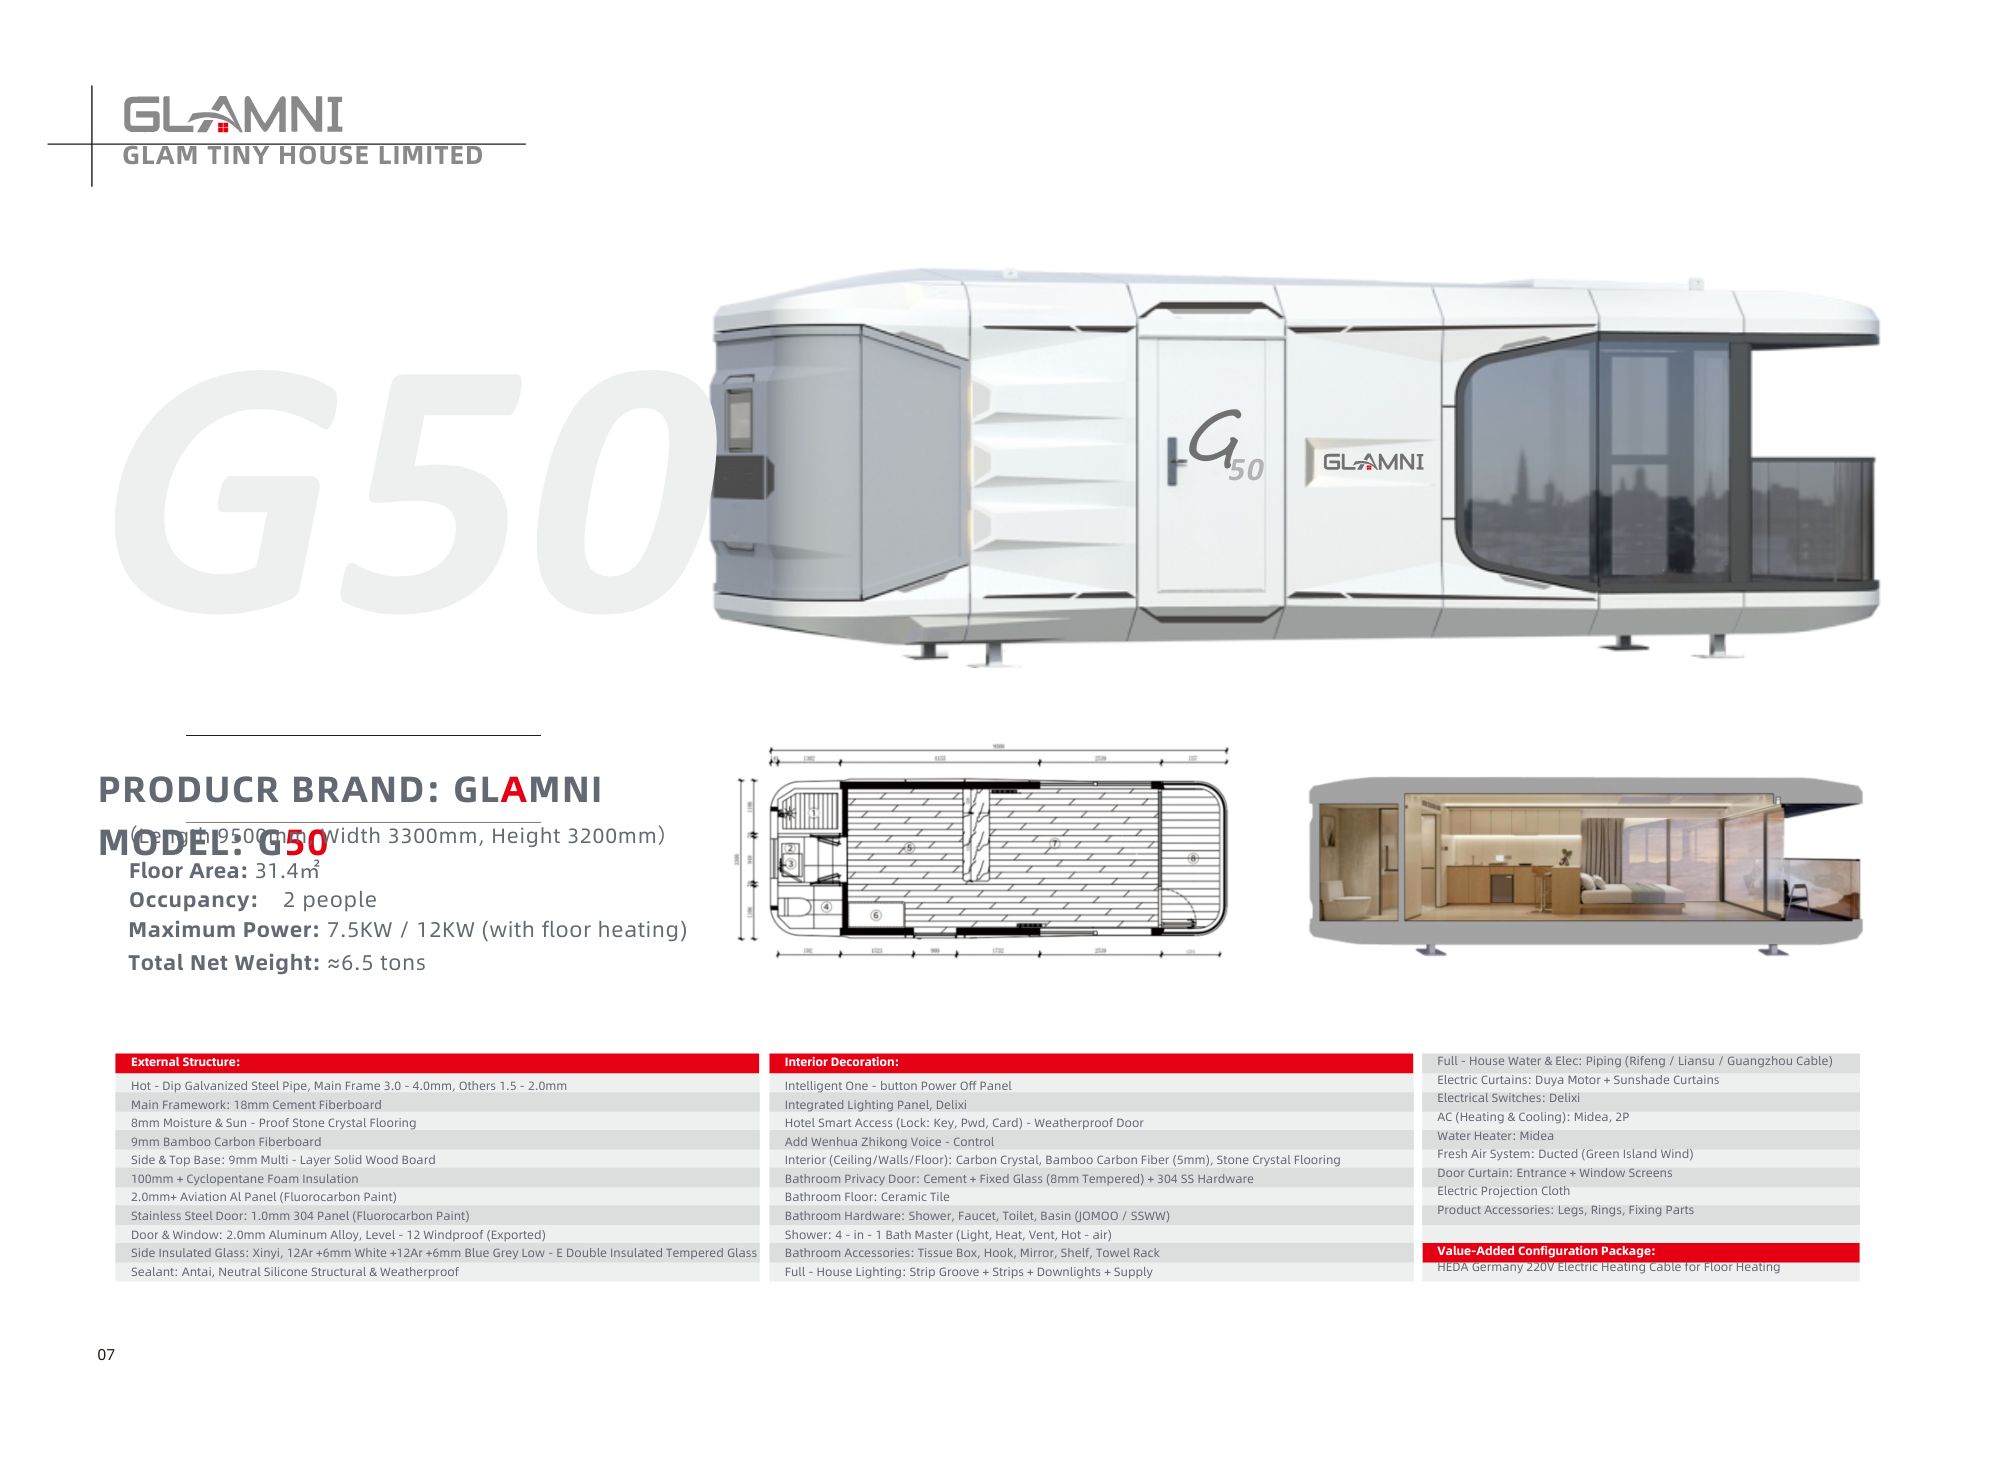 GLAMNI
GLAM TINY HOUSE LIMITED
G50
G50
GLAMNI
PRODUCR BRAND: GLAMNI
MODEL: G50
(Length 9500mm, Width 3300mm, Height 3200mm)
Floor Area: 31.4㎡
Occupancy: 2 people
Maximum Power: 7.5KW / 12KW (with floor heating)
Total Net Weight: ≈6.5 tons
1
2
3
4
5
6
7
8
External Structure:
Hot - Dip Galvanized Steel Pipe, Main Frame 3.0 - 4.0mm, Others 1.5 - 2.0mm
Main Framework: 18mm Cement Fiberboard
8mm Moisture & Sun - Proof Stone Crystal Flooring
9mm Bamboo Carbon Fiberboard
Side & Top Base: 9mm Multi - Layer Solid Wood Board
100mm + Cyclopentane Foam Insulation
2.0mm+ Aviation Al Panel (Fluorocarbon Paint)
Stainless Steel Door: 1.0mm 304 Panel (Fluorocarbon Paint)
Door & Window: 2.0mm Aluminum Alloy, Level - 12 Windproof (Exported)
Side Insulated Glass: Xinyi, 12Ar +6mm White +12Ar +6mm Blue Grey Low - E Double Insulated Tempered Glass
Sealant: Antai, Neutral Silicone Structural & Weatherproof
Interior Decoration:
Intelligent One - button Power Off Panel
Integrated Lighting Panel, Delixi
Hotel Smart Access (Lock: Key, Pwd, Card) - Weatherproof Door
Add Wenhua Zhikong Voice - Control
Interior (Ceiling/Walls/Floor): Carbon Crystal, Bamboo Carbon Fiber (5mm), Stone Crystal Flooring
Bathroom Privacy Door: Cement + Fixed Glass (8mm Tempered) + 304 SS Hardware
Bathroom Floor: Ceramic Tile
Bathroom Hardware: Shower, Faucet, Toilet, Basin (JOMOO / SSWW)
Shower: 4 - in - 1 Bath Master (Light, Heat, Vent, Hot - air)
Bathroom Accessories: Tissue Box, Hook, Mirror, Shelf, Towel Rack
Full - House Lighting: Strip Groove + Strips + Downlights + Supply
Full - House Water & Elec: Piping (Rifeng / Liansu / Guangzhou Cable)
Electric Curtains: Duya Motor + Sunshade Curtains
Electrical Switches: Delixi
AC (Heating & Cooling): Midea, 2P
Water Heater: Midea
Fresh Air System: Ducted (Green Island Wind)
Door Curtain: Entrance + Window Screens
Electric Projection Cloth
Product Accessories: Legs, Rings, Fixing Parts
Value-Added Configuration Package:
HEDA Germany 220V Electric Heating Cable for Floor Heating
07